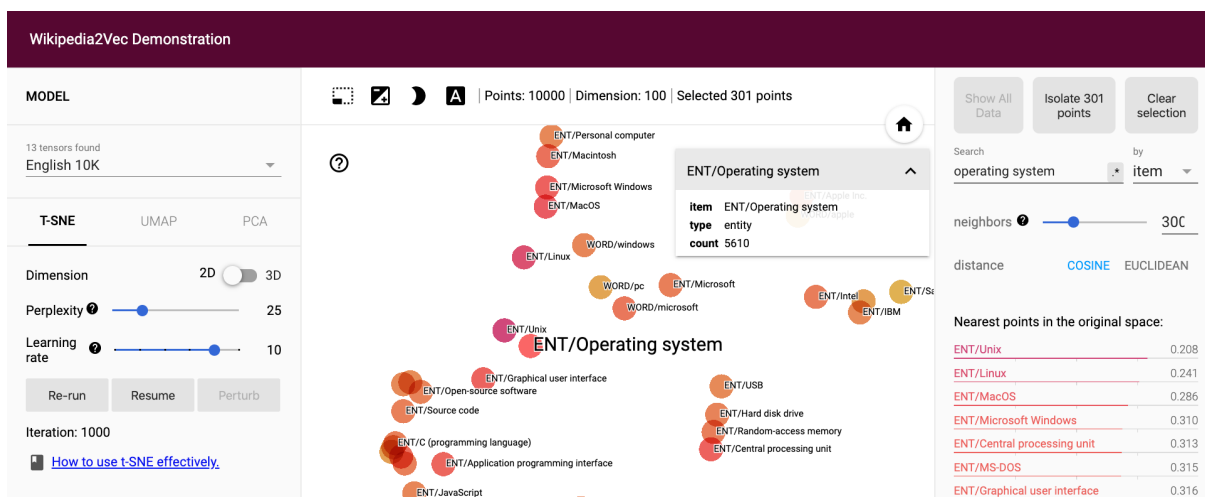 Wikipedia2Vec Demonstration
MODEL
13 tensors found
English 10K
T-SNE UMAP PCA
Dimension 2D 3D
Perplexity ? 25
Learning rate ? 10
Re-run Resume Perturb
Iteration: 1000
How to use t-SNE effectively.
A | Points: 10000 | Dimension: 100 | Selected 301 points
?
ENT/Personal computer
ENT/Macintosh
ENT/Microsoft Windows
ENT/MacOS
WORD/windows
ENT/Linux
WORD/pc
ENT/Microsoft
WORD/microsoft
ENT/Intel
ENT/IBM
ENT/Sa
ENT/Apple Inc.
WORD/apple
ENT/Unix
ENT/Operating system
ENT/Graphical user interface
ENT/Open-source software
ENT/Source code
ENT/C (programming language)
ENT/Application programming interface
ENT/JavaScript
ENT/USB
ENT/Hard disk drive
ENT/Random-access memory
ENT/Central processing unit
ENT/Operating system
item ENT/Operating system
type entity
count 5610
Show All Data
Isolate 301 points
Clear selection
Search by
operating system .* item
neighbors ? 300
distance COSINE EUCLIDEAN
Nearest points in the original space:
ENT/Unix 0.208
ENT/Linux 0.241
ENT/MacOS 0.286
ENT/Microsoft Windows 0.310
ENT/Central processing unit 0.313
ENT/MS-DOS 0.315
ENT/Graphical user interface 0.316